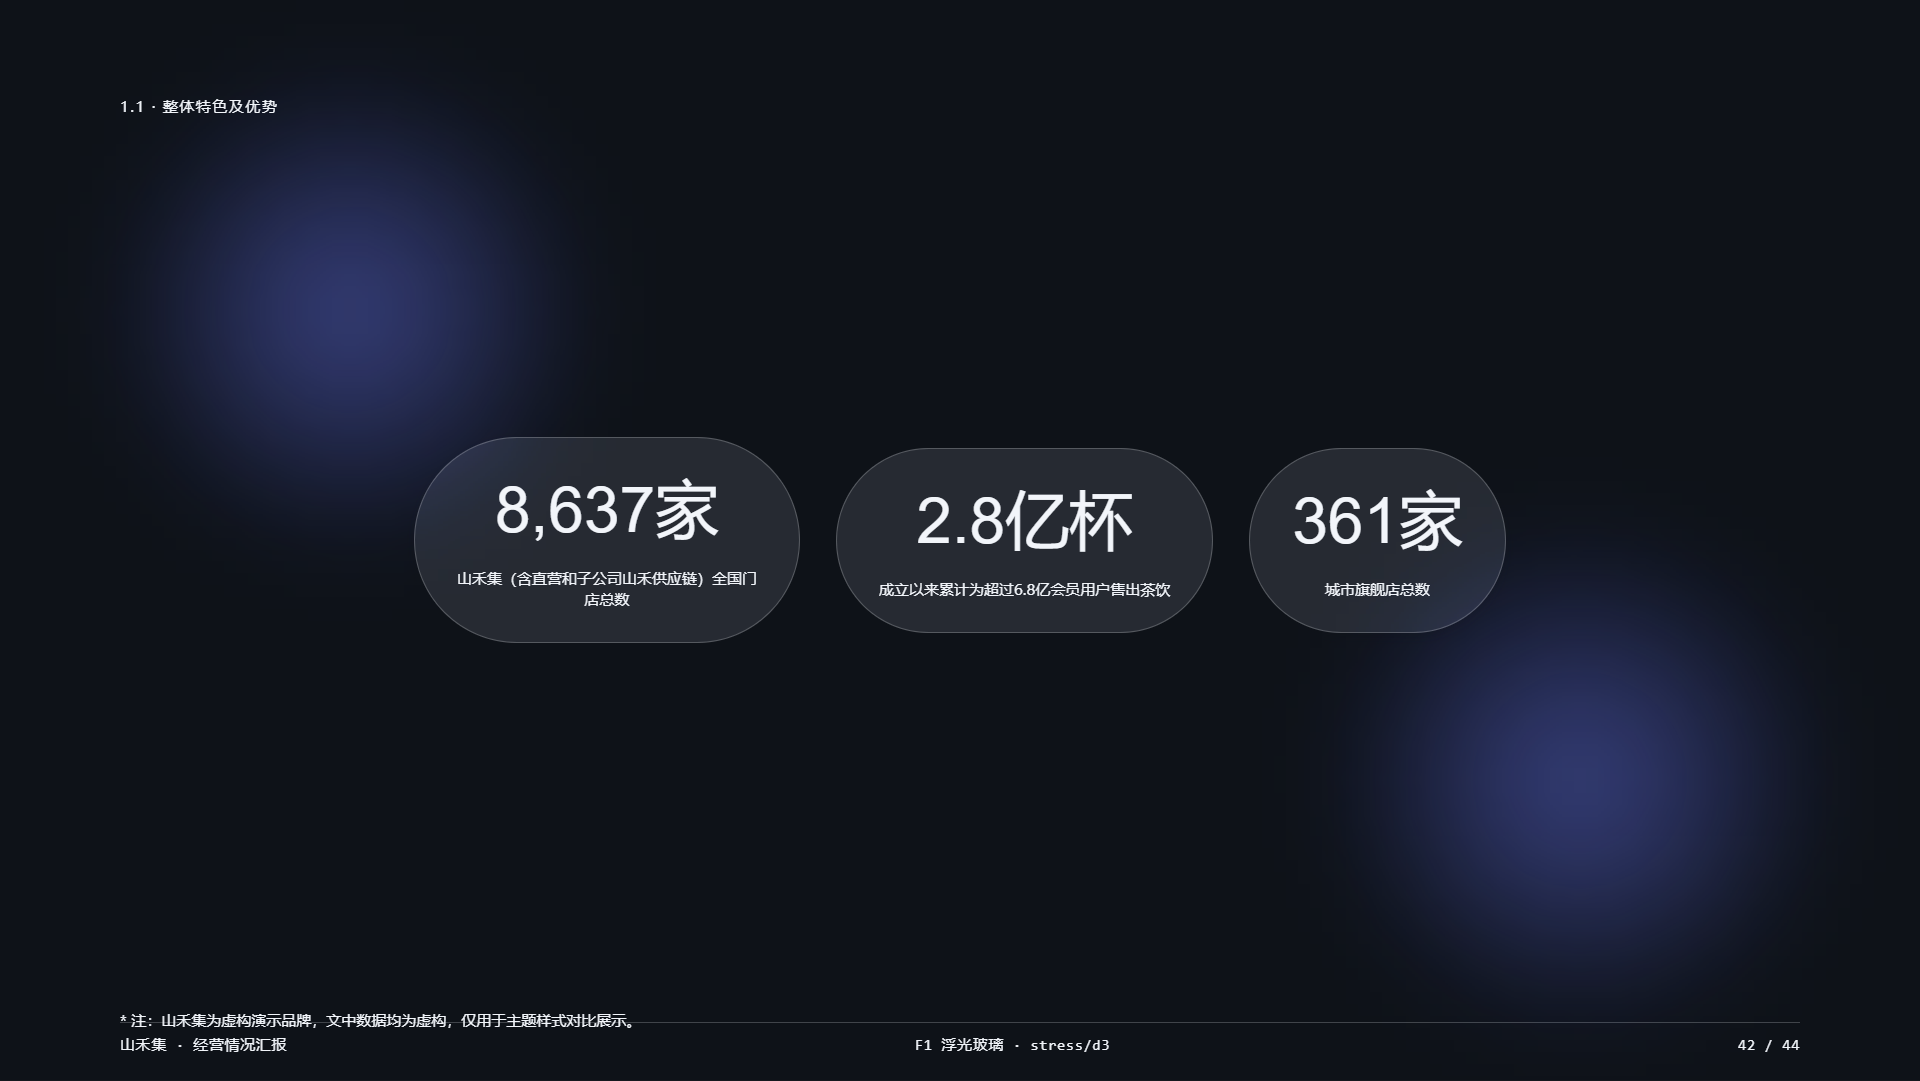 1.1 · 整体特色及优势
8,637家
山禾集（含直营和子公司山禾供应链）全国门
店总数
2.8亿杯
成立以来累计为超过6.8亿会员用户售出茶饮
361家
城市旗舰店总数
* 注：山禾集为虚构演示品牌，文中数据均为虚构，仅用于主题样式对比展示。
山禾集 · 经营情况汇报
F1 浮光玻璃 · stress/d3
42 / 44